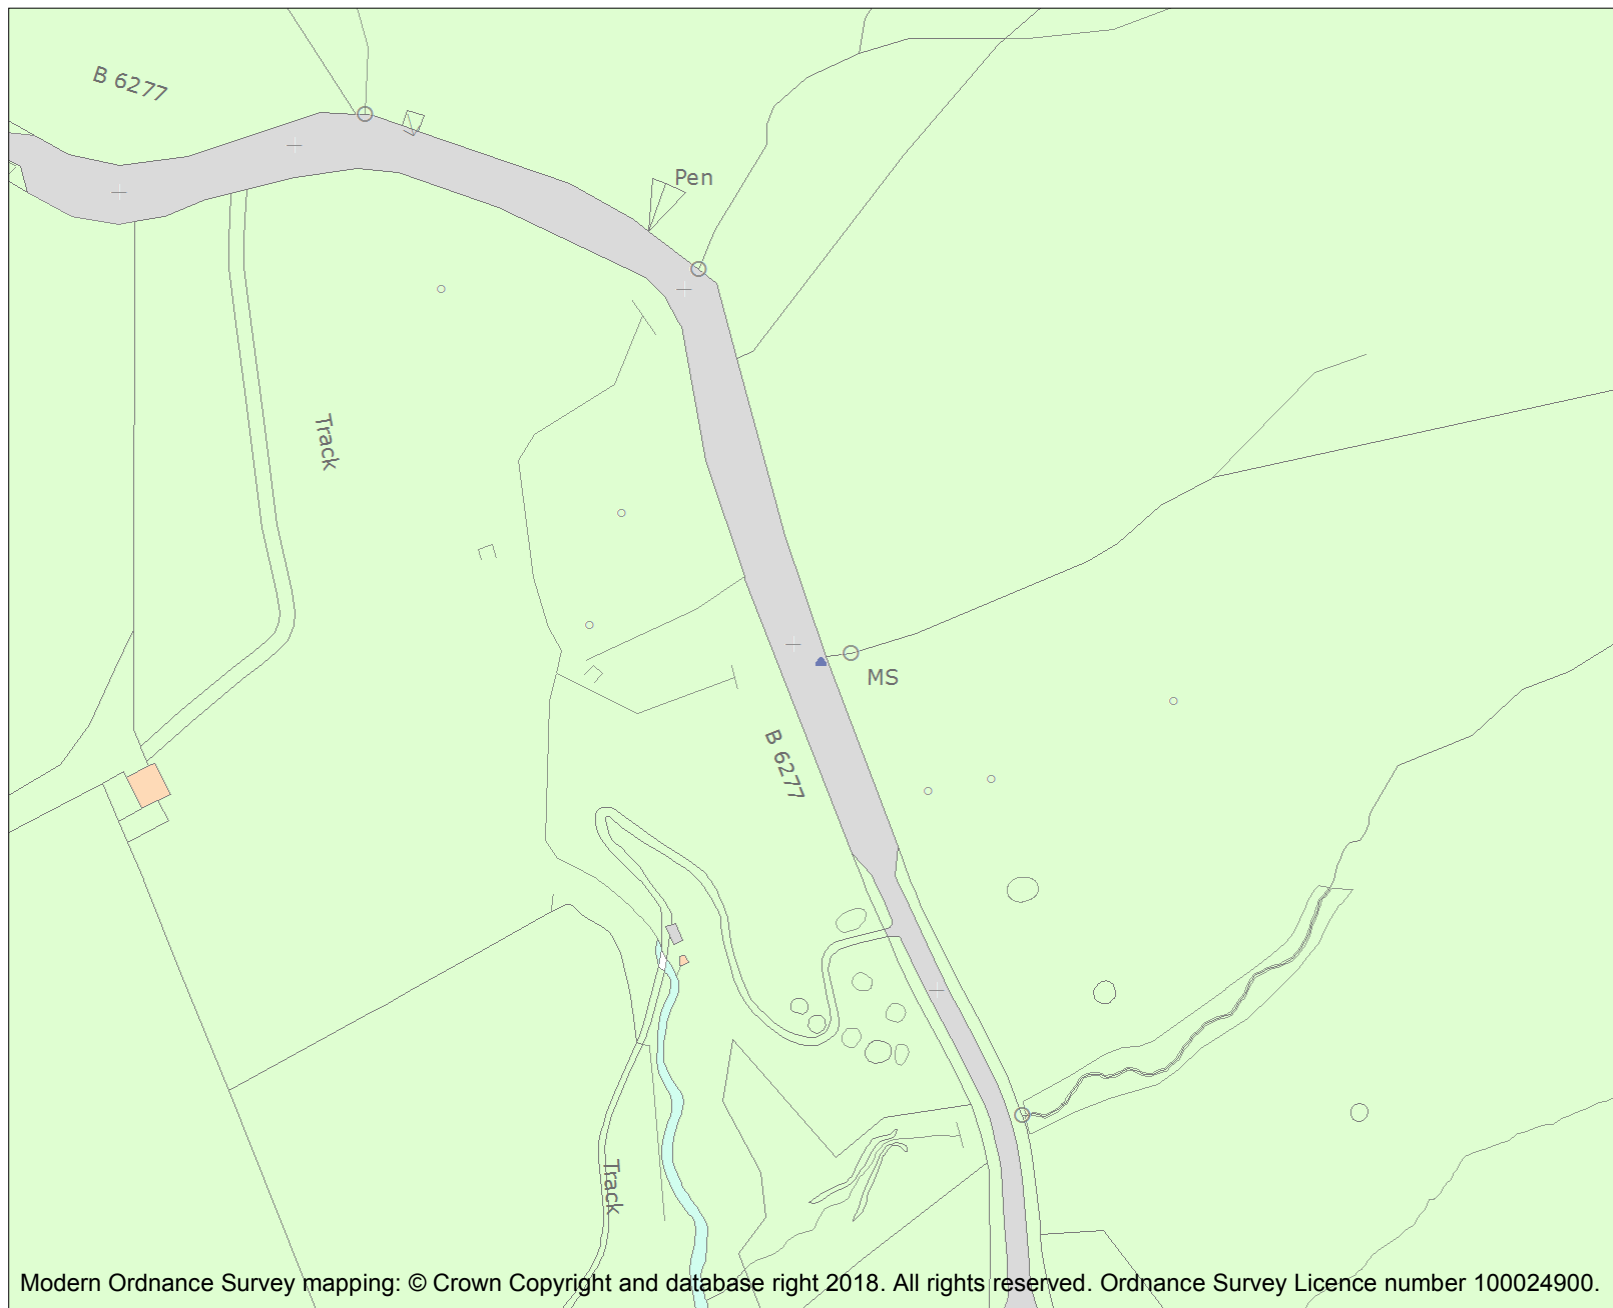 B 6277
Pen
Track
MS
B 6277
Track
Modern Ordnance Survey mapping: © Crown Copyright and database right 2018. All rights reserved. Ordnance Survey Licence number 100024900.